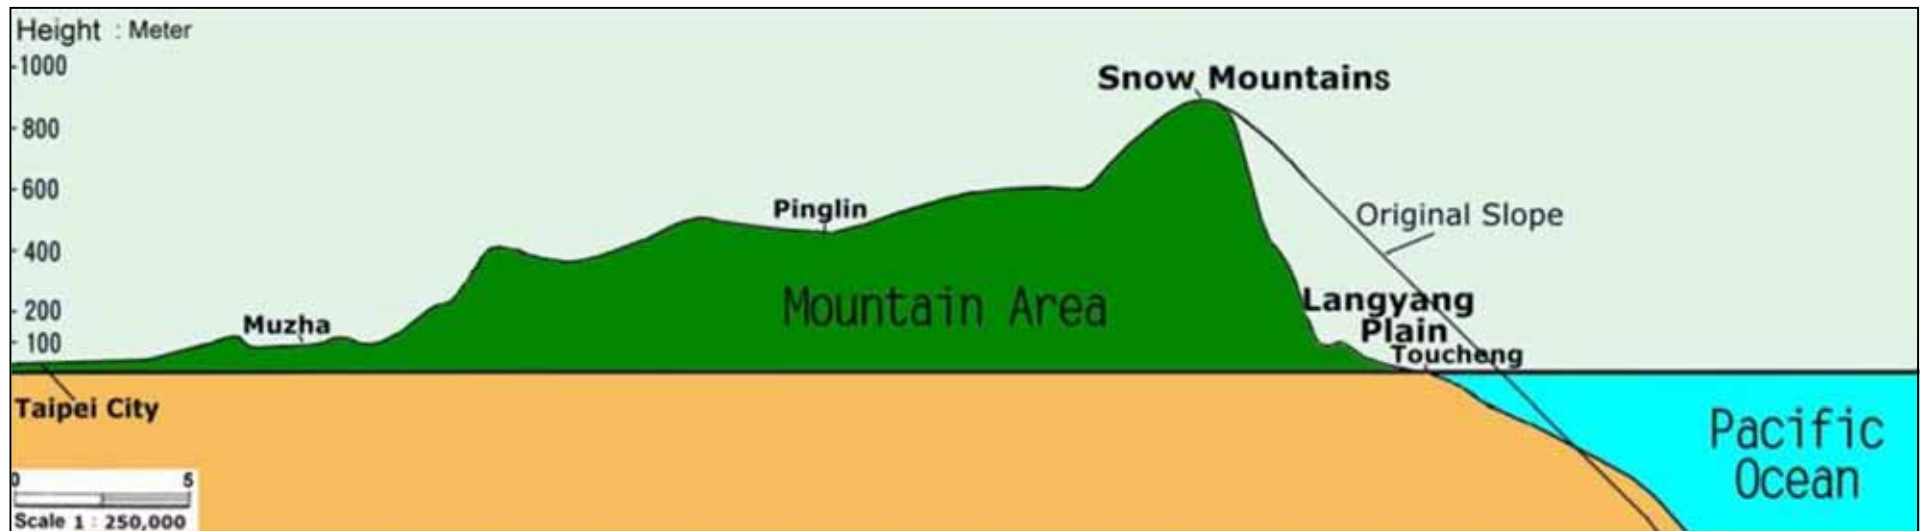 Height : Meter
1000
Snow Mountains
800
600
Pinglin
Original Slope
400
Mountain Area
Langyang
200
Muzha
Plain
100
Toucheng
Taipei City
Pacific
Ocean
0 5
Scale 1 : 250,000